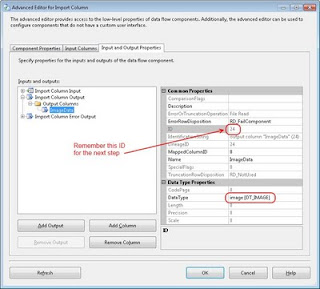 Advanced Editor for Import Column
The advanced editor provides access to the low-level properties of data flow components. Additionally, the advanced editor can be used to
configure components that do not have a custom user interface.
Component Properties Input Columns Input and Output Properties
Specify properties for the inputs and outputs of the data flow component.
Inputs and outputs:
Import Column Input
Import Column Output
Output Columns
ImageData
Import Column Error Output
Remember this ID
for the next step
Common Properties
ComparisonFlags
Description
ErrorOrTruncationOperation File Read
ErrorRowDisposition RD_FailComponent
ID 24
IdentificationString output column "ImageData" (24)
LineageID 24
MappedColumnID 0
Name ImageData
SpecialFlags 0
TruncationRowDisposition RD_NotUsed
Data Type Properties
CodePage 0
DataType image [DT_IMAGE]
Length 0
Precision 0
Scale 0
ID
Add Output Add Column
Remove Output Remove Column
Refresh OK Cancel Help